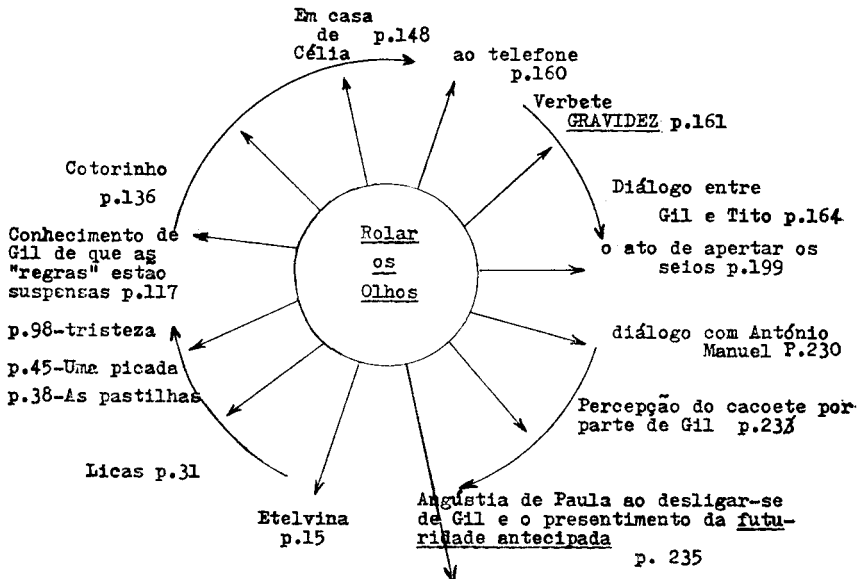 Em casa
de p.148
Célia
ao telefone
p.160
Verbete
GRAVIDEZ p.161
Cotorinho
p.136
Diálogo entre
Gil e Tito p.164
Conhecimento de
Gil de que as
"regras" estão
suspensas p.117
Rolar
os
Olhos
o ato de apertar os
seios p.199
p.98-tristeza
p.45-Uma picada
p.38-As pastilhas
diálogo com António
Manuel P.230
Percepção do cacoete por
parte de Gil p.233
Licas p.31
Etelvina
p.15
Angústia de Paula ao desligar-se
de Gil e o presentimento da futu-
ridade antecipada
p. 235